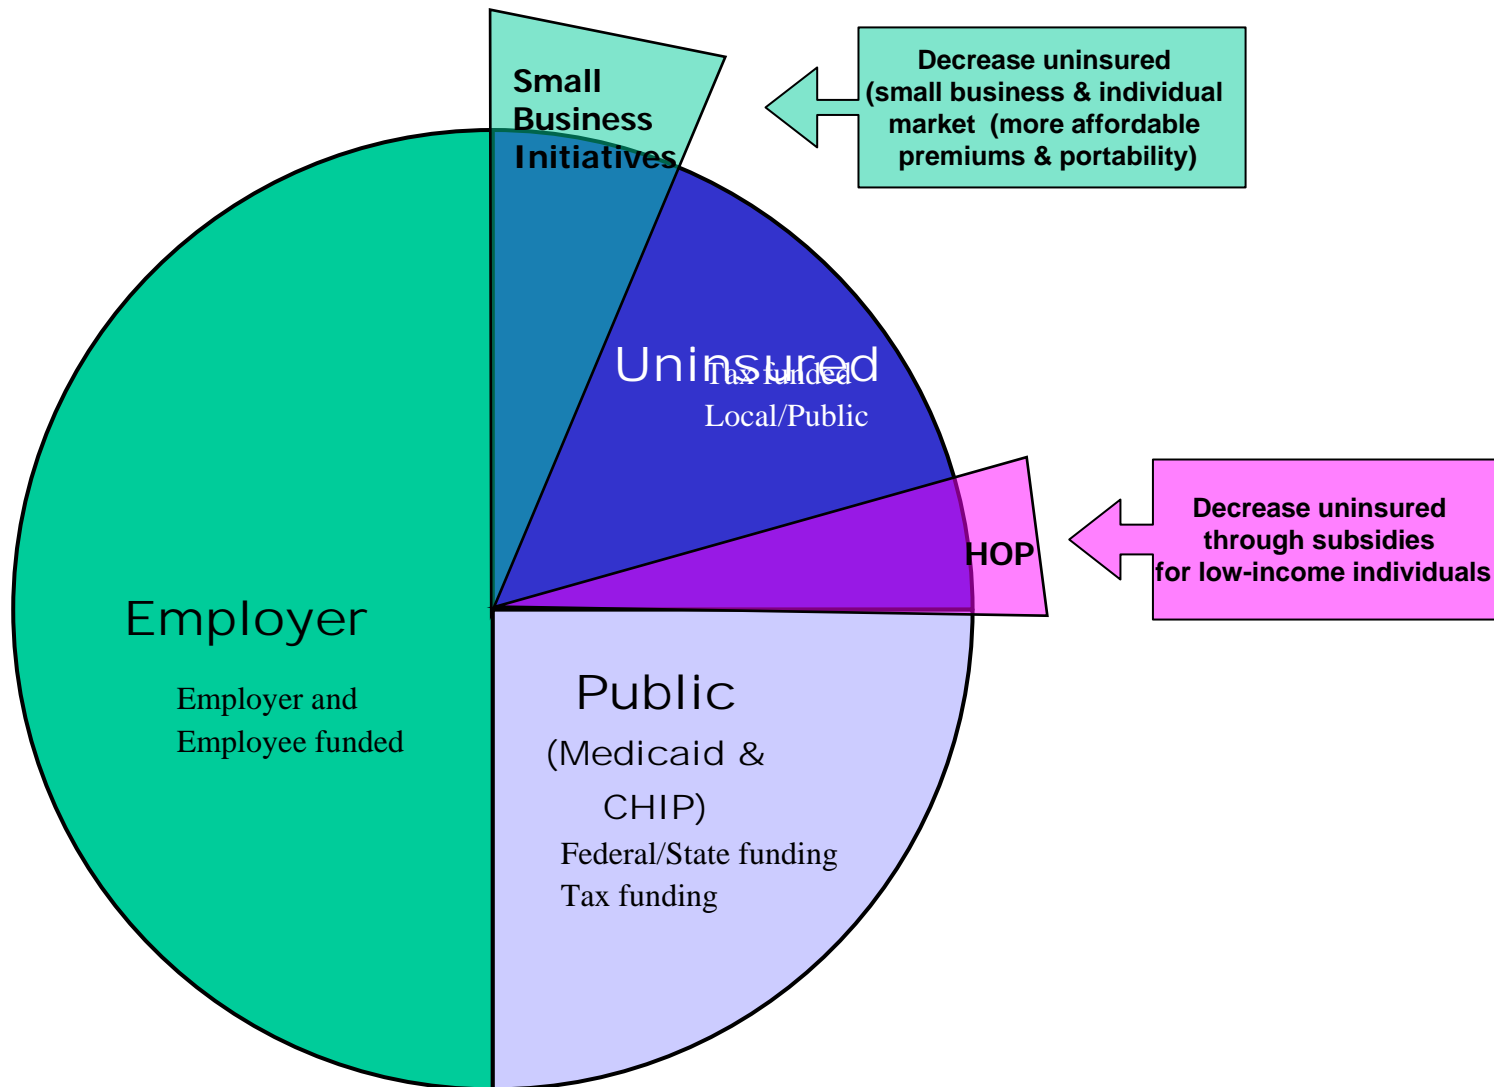 Small
Business
Initiatives
Decrease uninsured
(small business & individual
market (more affordable
premiums & portability)
Uninsured
Tax funded
Local/Public
HOP
Decrease uninsured
through subsidies
for low-income individuals
Employer
Employer and
Employee funded
Public
(Medicaid &
CHIP)
Federal/State funding
Tax funding